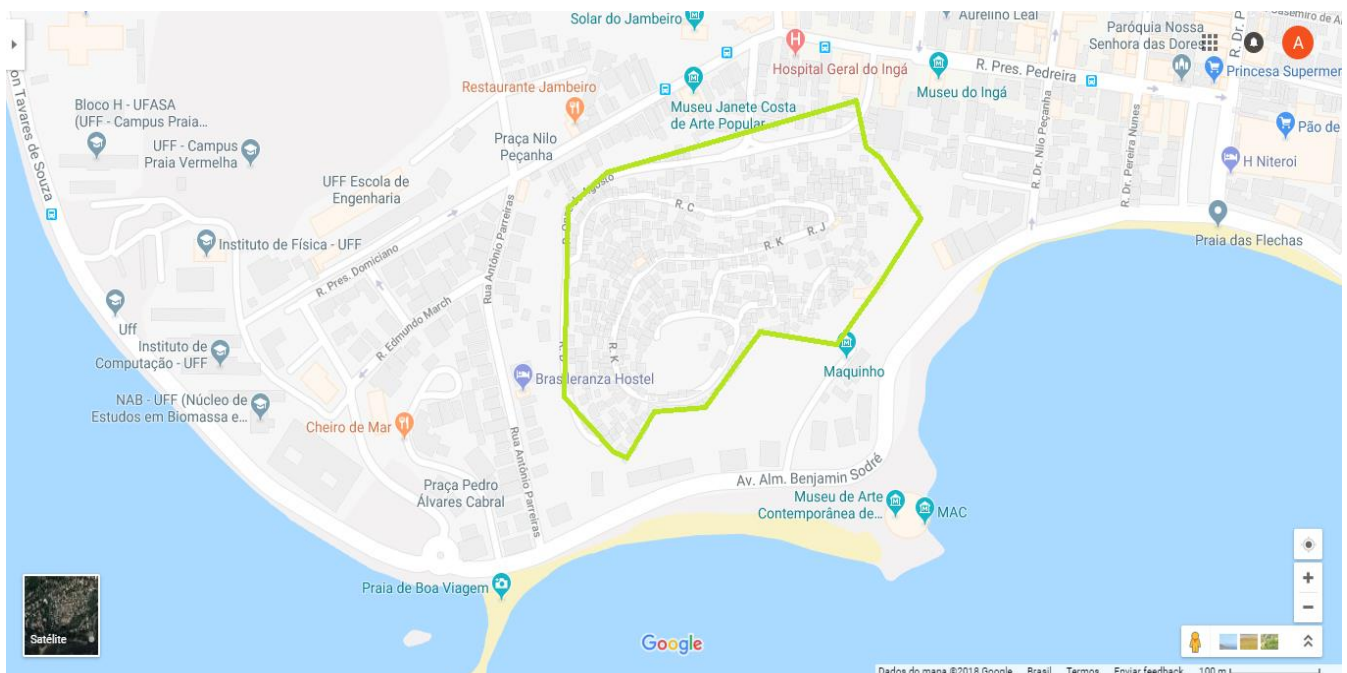 Solar do Jambeiro
Aurelino Leal
Paróquia Nossa
Senhora das Dores
A
H
Hospital Geral do Ingá
R. Pres. Pedreira
Museu do Ingá
Princesa Supermer
Restaurante Jambeiro
Museu Janete Costa
de Arte Popular
Bloco H - UFASA
(UFF - Campus Praia...
Praça Nilo
Peçanha
Pão de
UFF - Campus
Praia Vermelha
H Niteroi
R. Dr. Nilo Peçanha
R. Dr. Pereira Nunes
on Tavares de Souza
UFF Escola de
Engenharia
R. C
R. J
R. K
Instituto de Física - UFF
Praia das Flechas
R. Pres. Domiciano
Rua Antônio Parreiras
R. Edmundo March
Uff
Instituto de
Computação - UFF
R. K
Maquinho
Brasileranza Hostel
NAB - UFF (Núcleo de
Estudos em Biomassa e...
Cheiro de Mar
Rua Antônio Parreiras
Praça Pedro
Álvares Cabral
Av. Alm. Benjamin Sodré
Museu de Arte
Contemporânea de...
MAC
Praia de Boa Viagem
Satélite
Google
Dados do mapa ©2018 Google Brasil Termos Enviar feedback 100 m